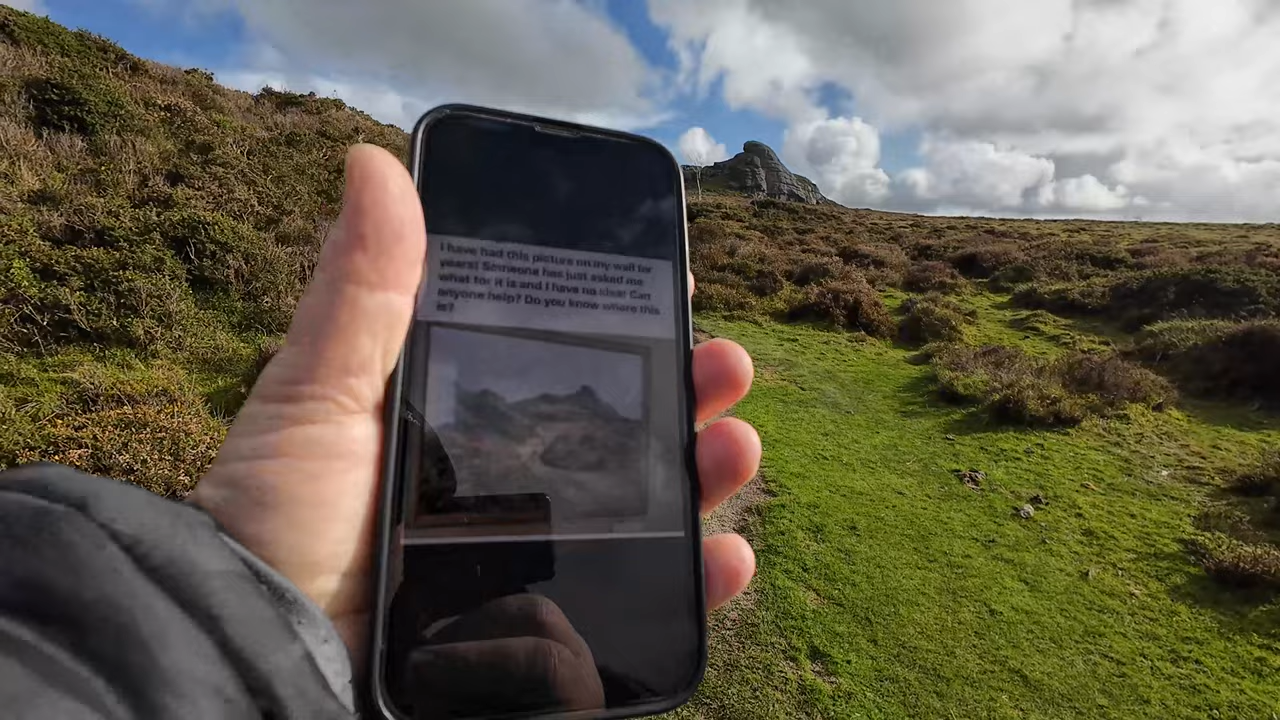 I have had this picture on my wall for
years! Someone has just asked me
what tor it is and I have no idea! Can
anyone help? Do you know where this
is?